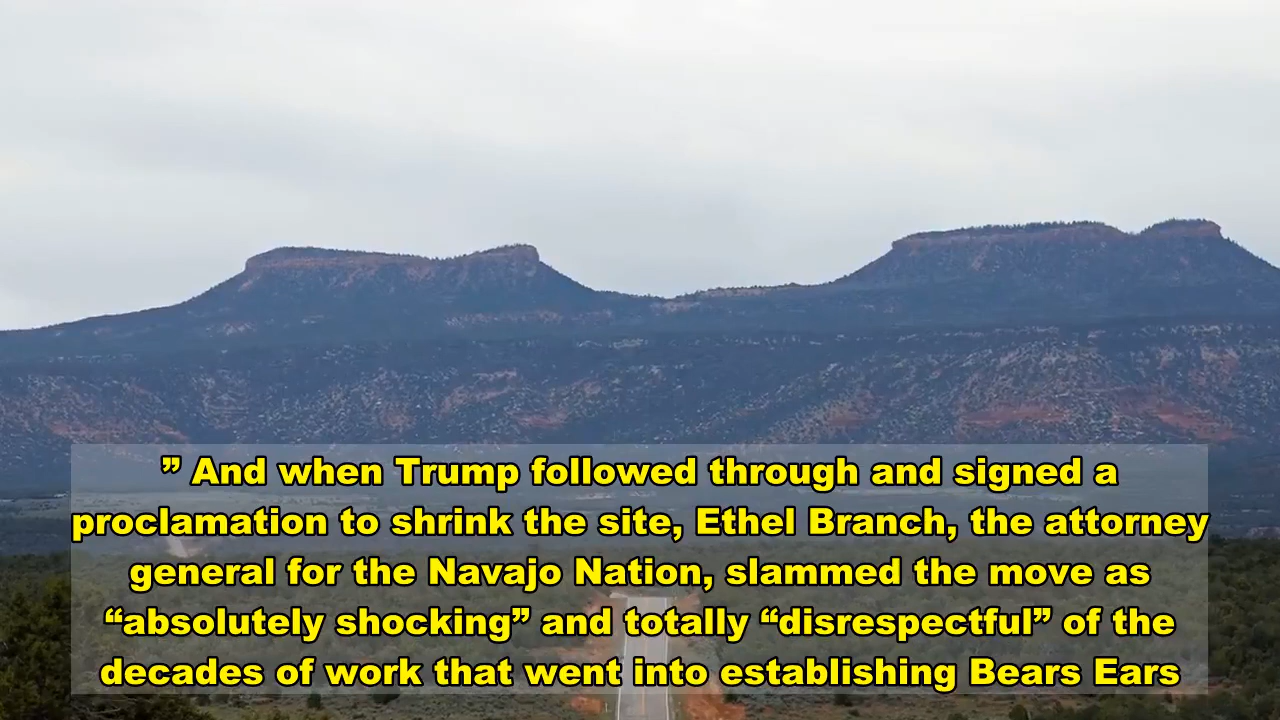 ” And when Trump followed through and signed a
proclamation to shrink the site, Ethel Branch, the attorney
general for the Navajo Nation, slammed the move as
“absolutely shocking” and totally “disrespectful” of the
decades of work that went into establishing Bears Ears